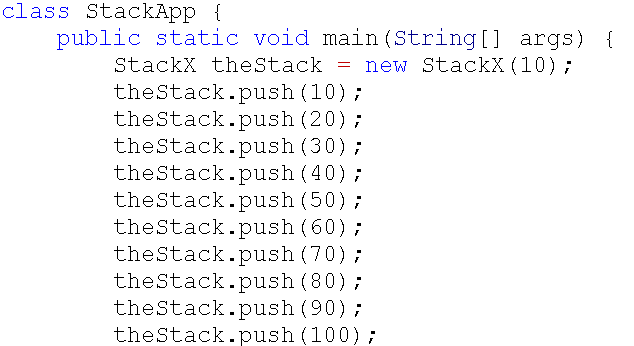 class StackApp {
    public static void main(String[] args) {
        StackX theStack = new StackX(10);
        theStack.push(10);
        theStack.push(20);
        theStack.push(30);
        theStack.push(40);
        theStack.push(50);
        theStack.push(60);
        theStack.push(70);
        theStack.push(80);
        theStack.push(90);
        theStack.push(100);